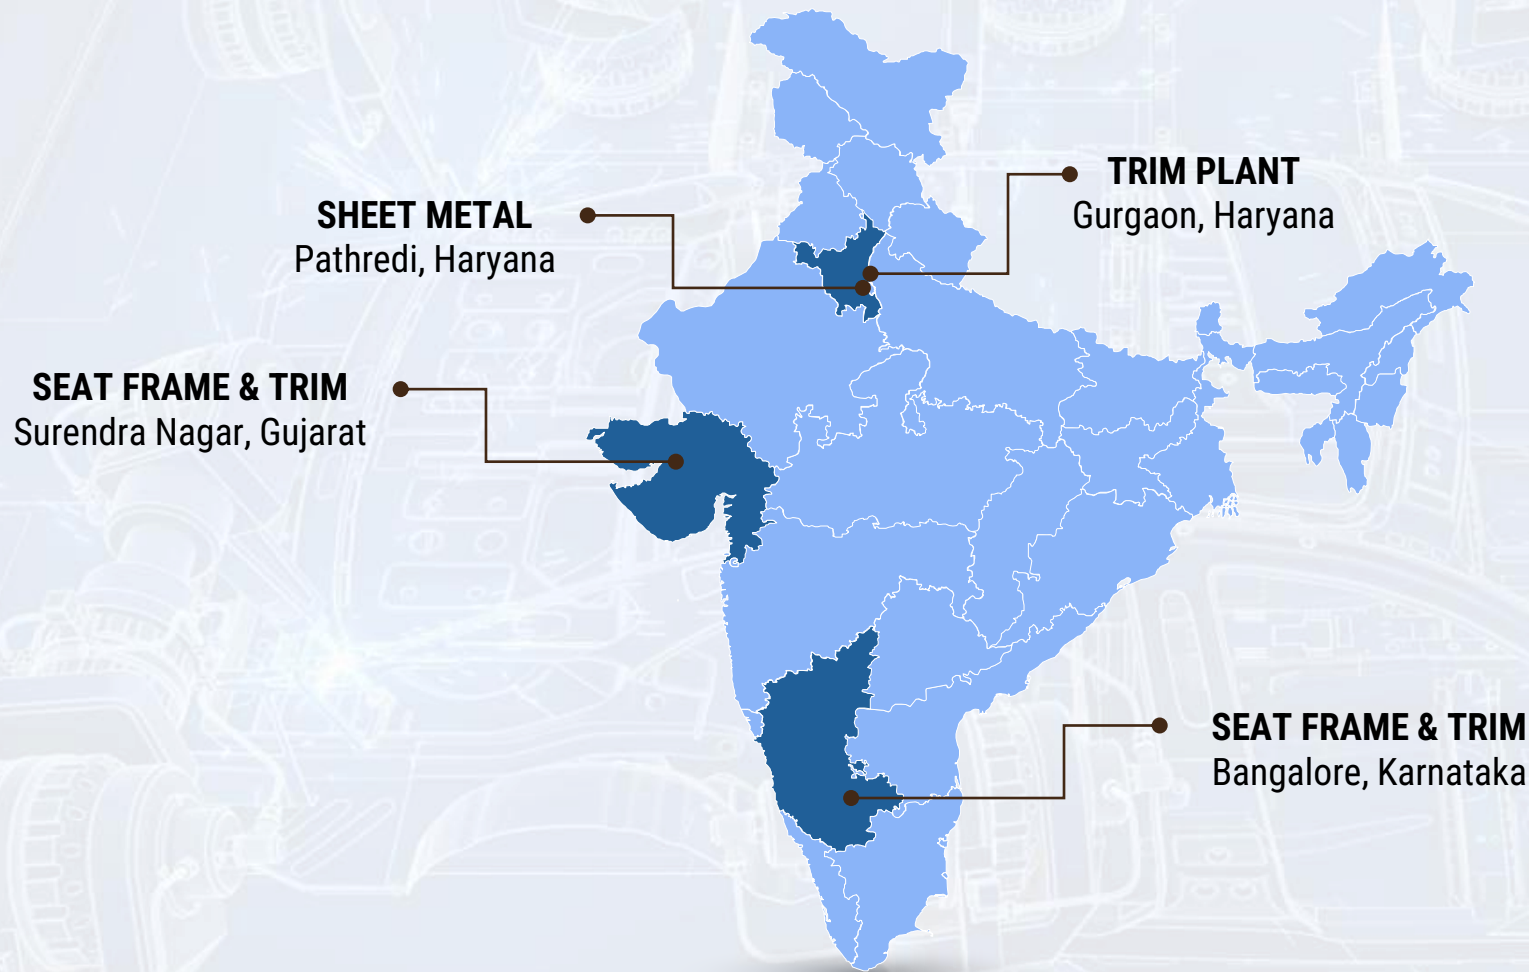 TRIM PLANT
Gurgaon, Haryana
SHEET METAL
Pathredi, Haryana
SEAT FRAME & TRIM
Surendra Nagar, Gujarat
SEAT FRAME & TRIM
Bangalore, Karnataka